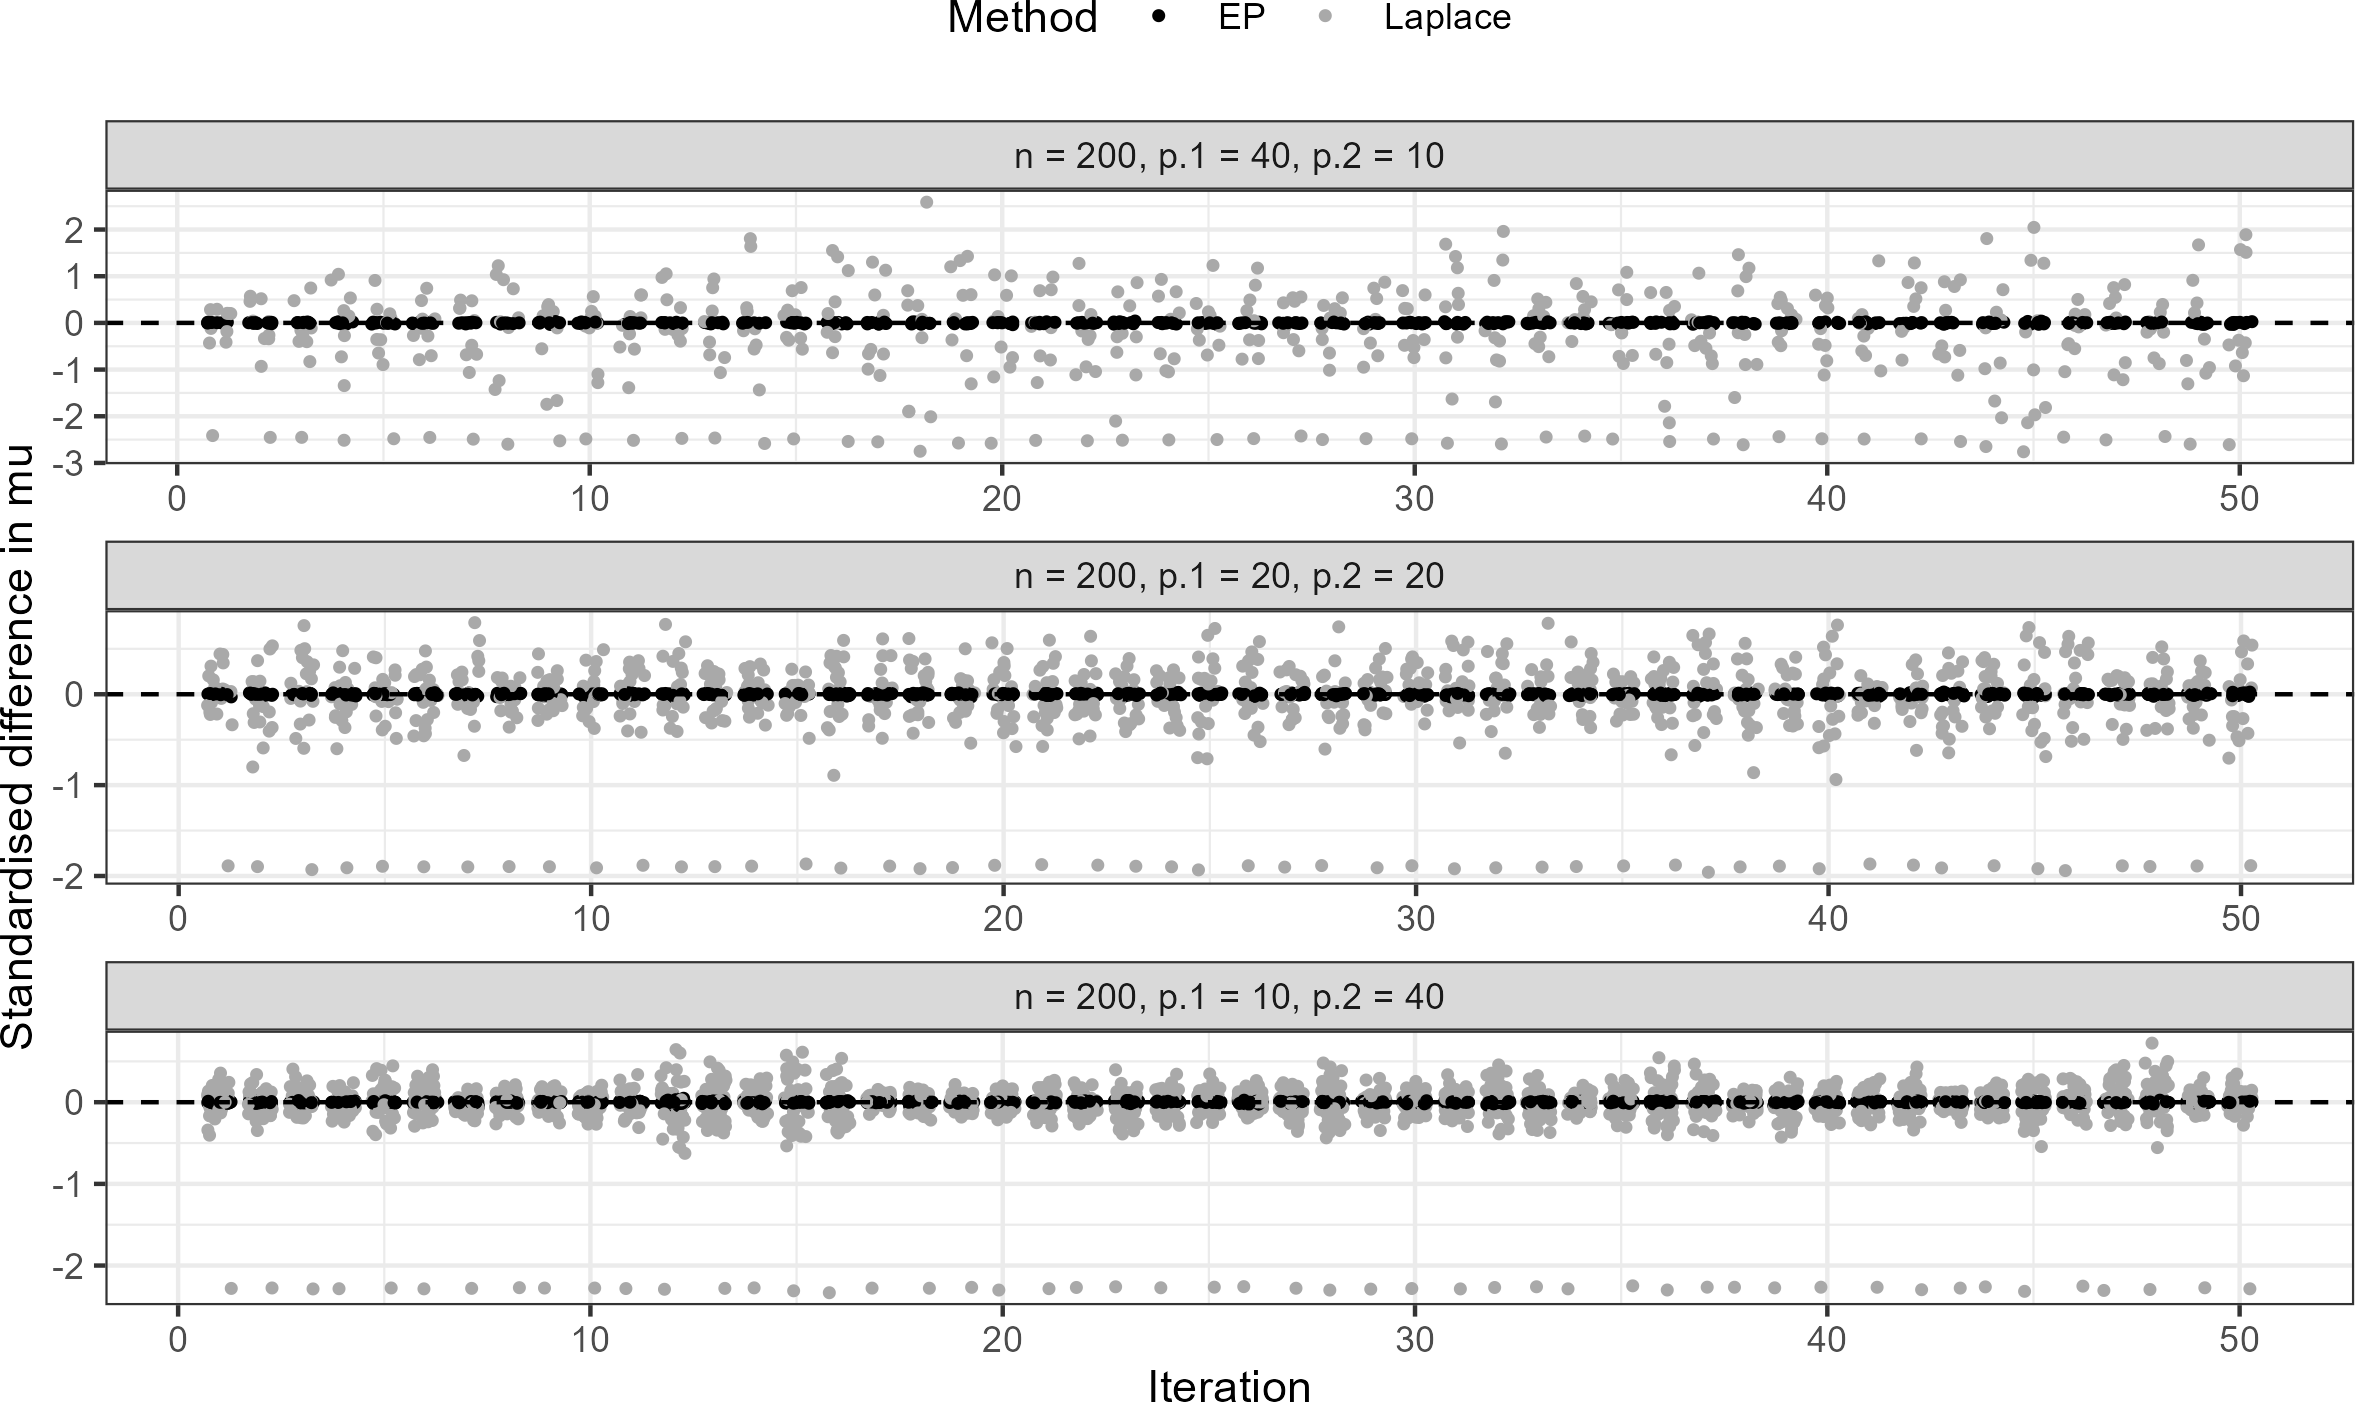 Method EP Laplace
Standardised difference in mu
n = 200, p.1 = 40, p.2 = 10
2
1
0
-1
-2
-3
0 10 20 30 40 50
n = 200, p.1 = 20, p.2 = 20
0
-1
-2
0 10 20 30 40 50
n = 200, p.1 = 10, p.2 = 40
0
-1
-2
0 10 20 30 40 50
Iteration